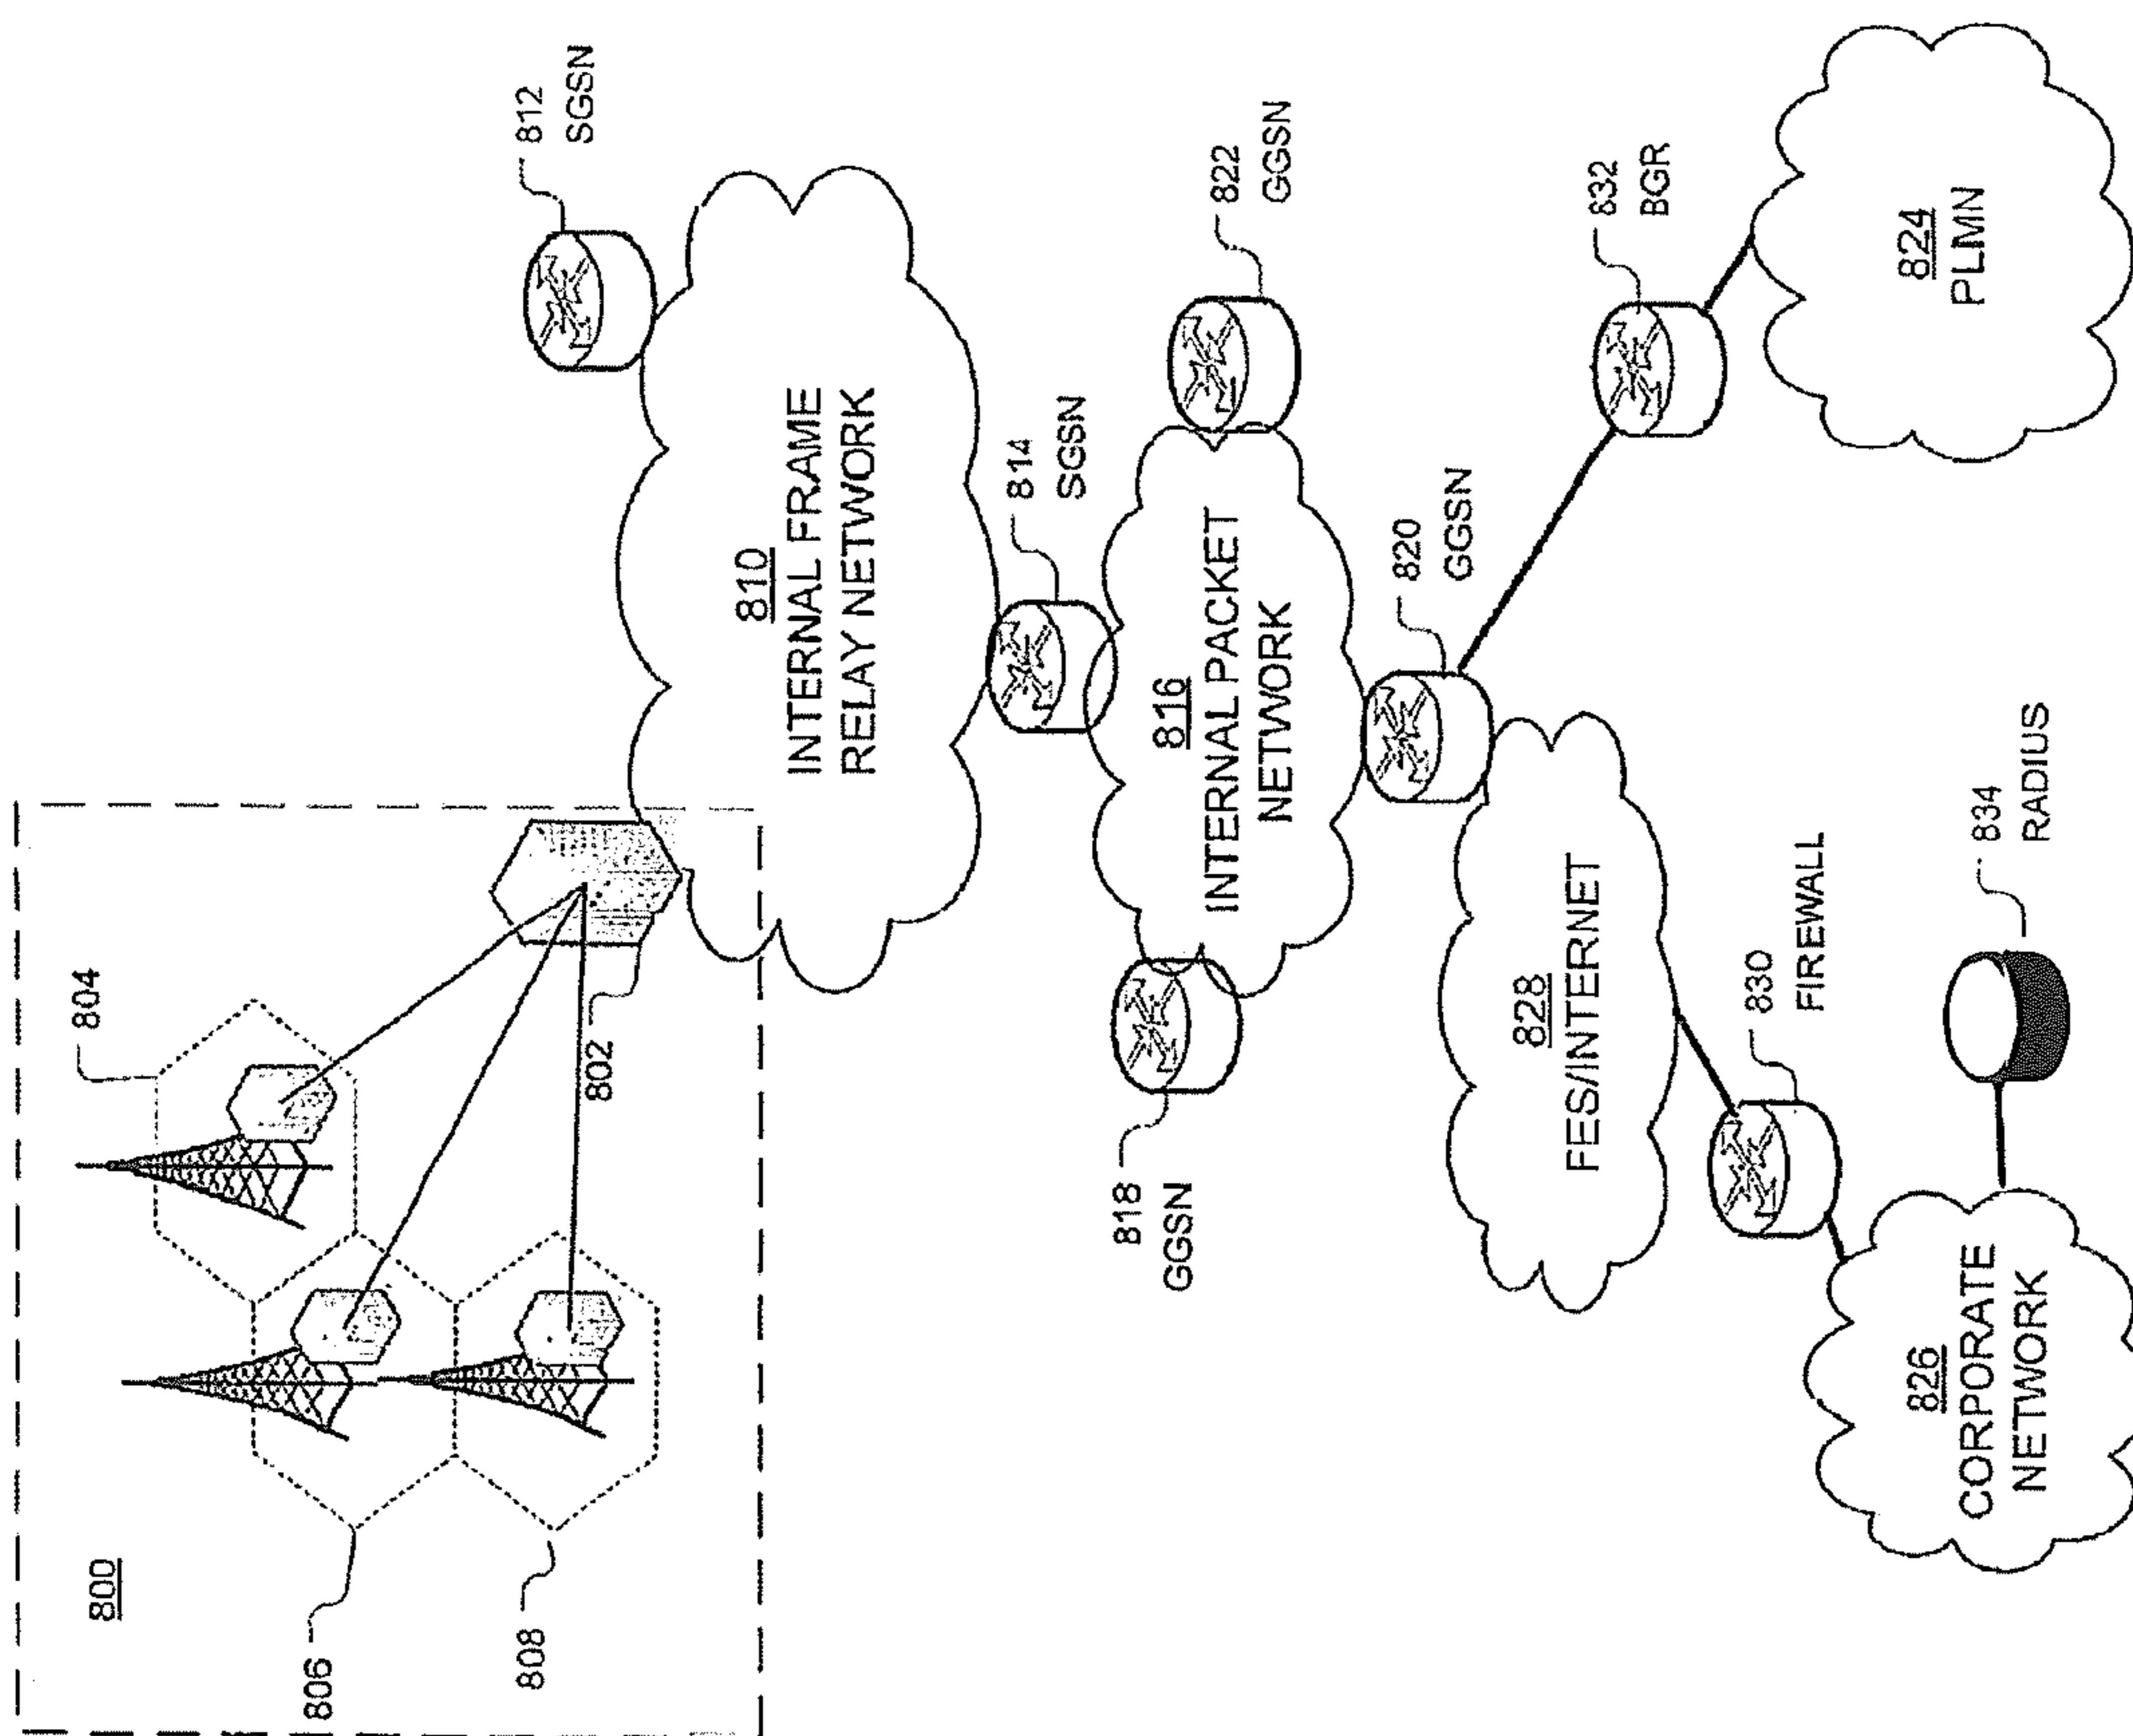 800
804
806
808
802
812
SGSN
810
INTERNAL FRAME
RELAY NETWORK
814
SGSN
816
INTERNAL PACKET
NETWORK
818
GGSN
822
GGSN
820
GGSN
828
FES/INTERNET
832
BGR
830
FIREWALL
824
PLMN
826
CORPORATE
NETWORK
834
RADIUS